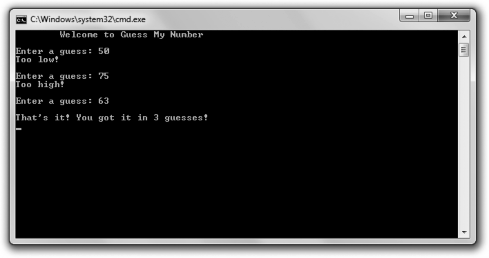 C:\Windows\system32\cmd.exe
Welcome to Guess My Number
Enter a guess: 50
Too low!
Enter a guess: 75
Too high!
Enter a guess: 63
That's it! You got it in 3 guesses!